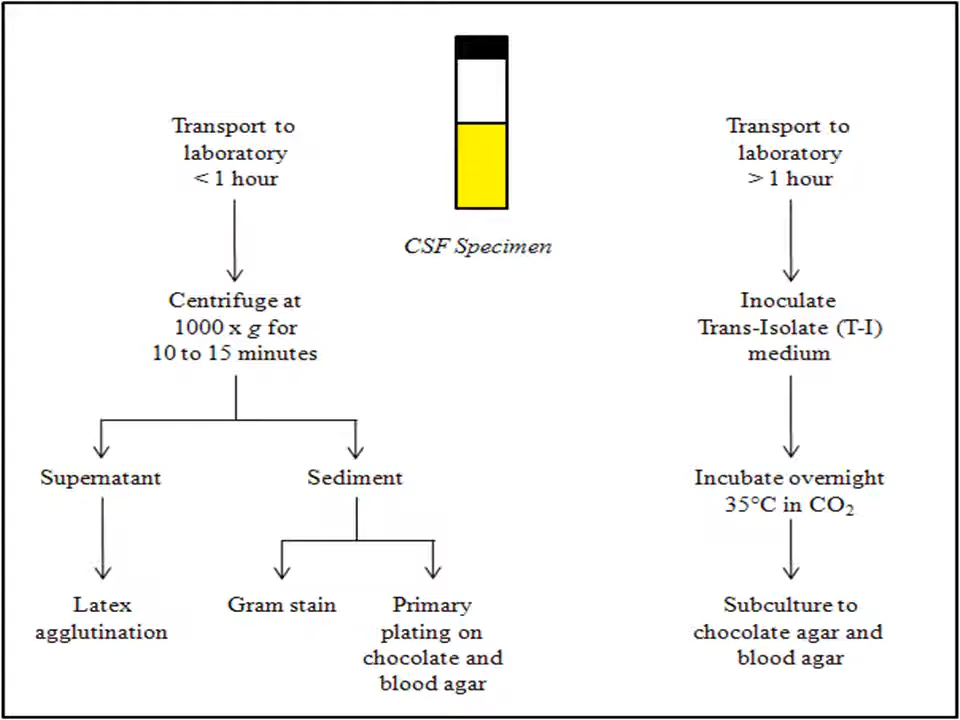 Transport to
laboratory
< 1 hour
Centrifuge at
1000 x g for
10 to 15 minutes
Supernatant
Latex
agglutination
Sediment
Gram stain
Primary
plating on
chocolate and
blood agar
CSF Specimen
Transport to
laboratory
> 1 hour
Inoculate
Trans-Isolate (T-I)
medium
Incubate overnight
35°C in CO₂
Subculture to
chocolate agar and
blood agar